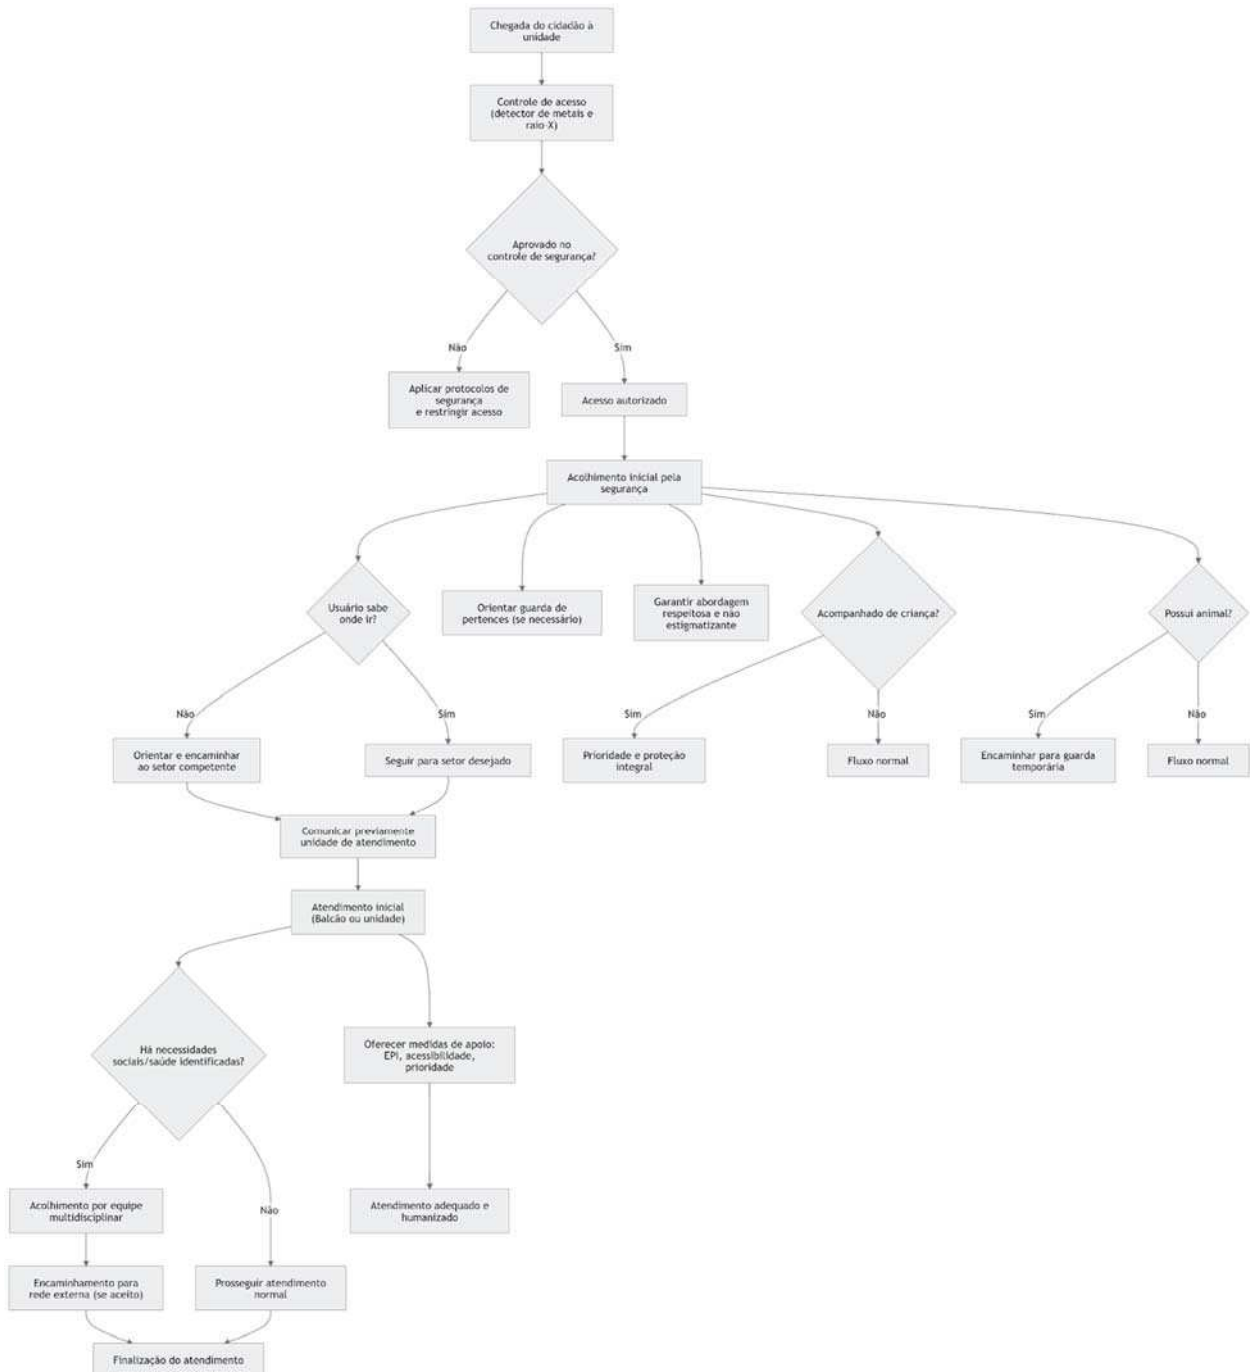 Chegada do cidadão à
unidade
Controle de acesso
(detector de metais e
raio-X)
Aprovado no
controle de segurança?
Não
Sim
Aplicar protocolos de
segurança
e restringir acesso
Acesso autorizado
Acolhimento inicial pela
segurança
Usuário sabe
onde ir?
Orientar guarda de
pertences (se necessário)
Garantir abordagem
respeitosa e não
estigmatizante
Acompanhado de criança?
Possui animal?
Não
Sim
Sim
Não
Sim
Não
Orientar e encaminhar
ao setor competente
Seguir para setor desejado
Prioridade e proteção
integral
Fluxo normal
Encaminhar para guarda
temporária
Fluxo normal
Comunicar previamente
unidade de atendimento
Atendimento inicial
(Balcão ou unidade)
Há necessidades
sociais/saúde identificadas?
Oferecer medidas de apoio:
EPI, acessibilidade,
prioridade
Sim
Não
Acolhimento por equipe
multidisciplinar
Atendimento adequado e
humanizado
Encaminhamento para
rede externa (se aceito)
Prosseguir atendimento
normal
Finalização do atendimento